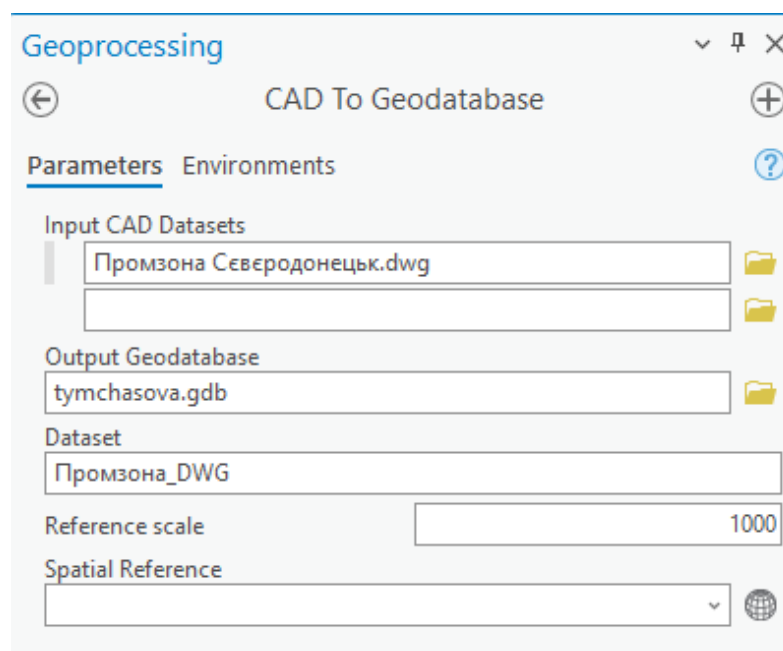 Geoprocessing
CAD To Geodatabase
Parameters Environments
Input CAD Datasets
Промзона Сєвєродонецьк.dwg
Output Geodatabase
tymchasova.gdb
Dataset
Промзона_DWG
Reference scale 1000
Spatial Reference